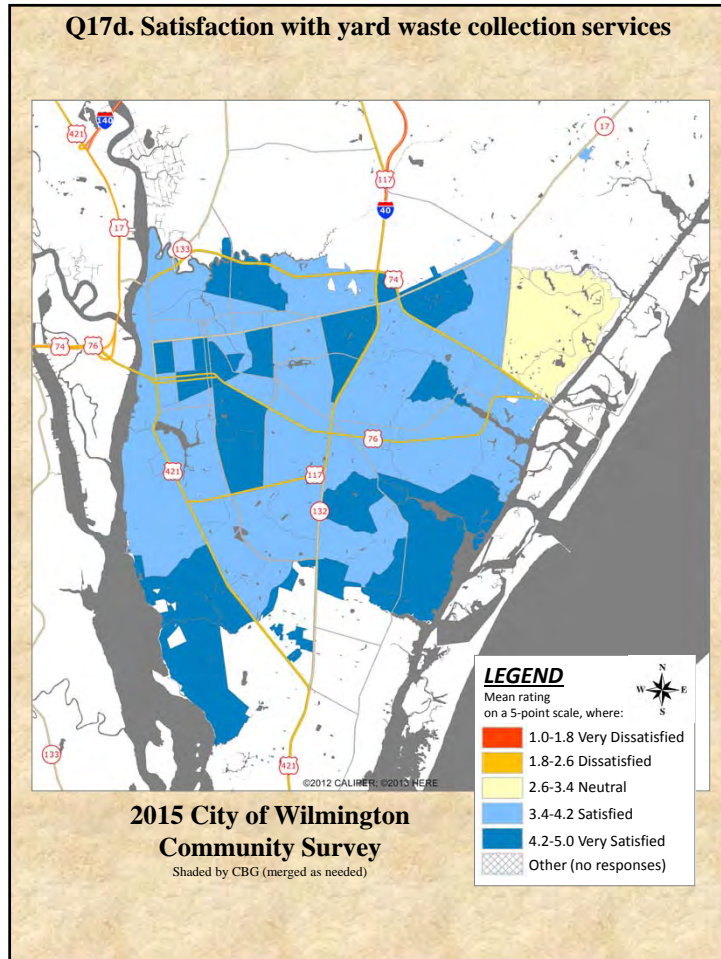 Q17d. Satisfaction with yard waste collection services
140
421
17
117
40
17
133
74
74
76
76
421
117
132
133
421
©2012 CALIPER; ©2013 HERE
LEGEND
Mean rating
on a 5-point scale, where:
N
W E
S
1.0-1.8 Very Dissatisfied
1.8-2.6 Dissatisfied
2.6-3.4 Neutral
3.4-4.2 Satisfied
4.2-5.0 Very Satisfied
Other (no responses)
2015 City of Wilmington
Community Survey
Shaded by CBG (merged as needed)